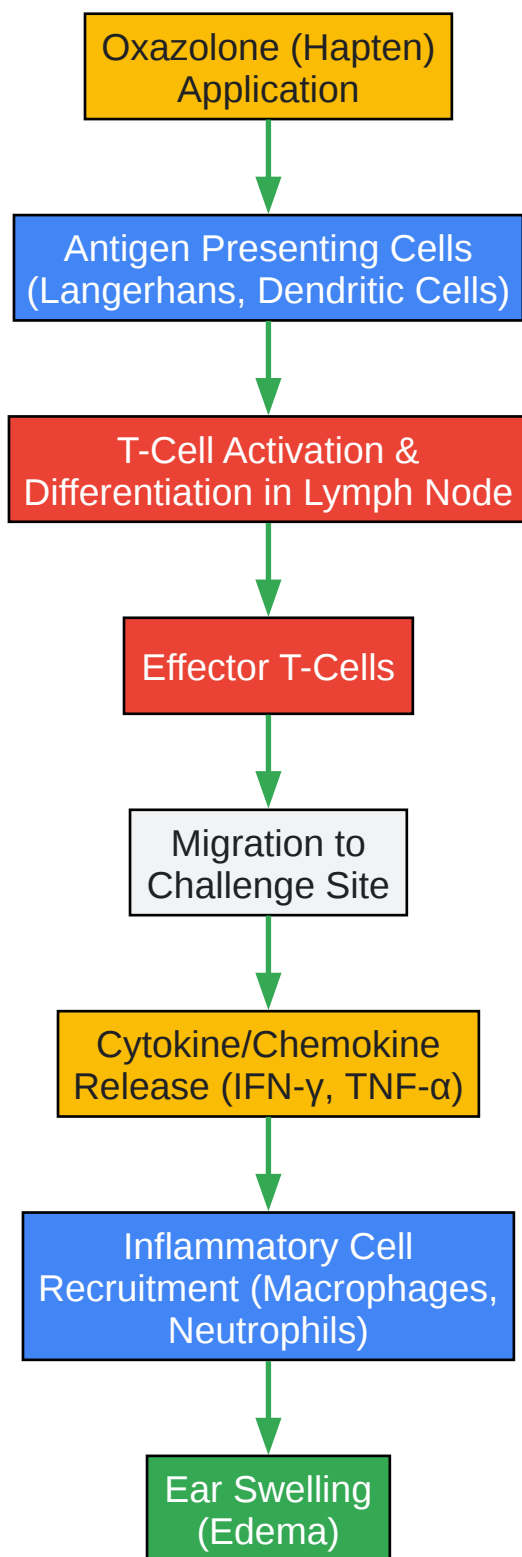 Oxazolone (Hapten)
Application
Antigen Presenting Cells
(Langerhans, Dendritic Cells)
T-Cell Activation &
Differentiation in Lymph Node
Effector T-Cells
Migration to
Challenge Site
Cytokine/Chemokine
Release (IFN-γ, TNF-α)
Inflammatory Cell
Recruitment (Macrophages,
Neutrophils)
Ear Swelling
(Edema)